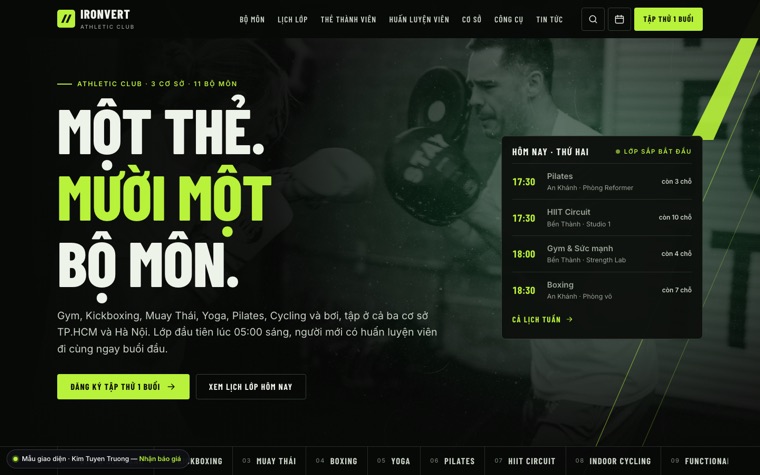 IRONVERT
ATHLETIC CLUB
BỘ MÔN LỊCH LỚP THẺ THÀNH VIÊN HUẤN LUYỆN VIÊN CƠ SỞ CÔNG CỤ TIN TỨC
TẬP THỬ 1 BUỔI
ATHLETIC CLUB · 3 CƠ SỞ · 11 BỘ MÔN
MỘT THẺ.
MƯỜI MỘT
BỘ MÔN.
Gym, Kickboxing, Muay Thái, Yoga, Pilates, Cycling và bơi, tập ở cả ba cơ sở
TP.HCM và Hà Nội. Lớp đầu tiên lúc 05:00 sáng, người mới có huấn luyện viên
đi cùng ngay buổi đầu.
ĐĂNG KÝ TẬP THỬ 1 BUỔI
XEM LỊCH LỚP HÔM NAY
HÔM NAY · THỨ HAI
LỚP SẮP BẮT ĐẦU
17:30 Pilates còn 3 chỗ
An Khánh · Phòng Reformer
17:30 HIIT Circuit còn 10 chỗ
Bến Thành · Studio 1
18:00 Gym & Sức mạnh còn 4 chỗ
Bến Thành · Strength Lab
18:30 Boxing còn 7 chỗ
An Khánh · Phòng võ
CẢ LỊCH TUẦN
Mẫu giao diện · Kim Tuyen Truong — Nhận báo giá
KBOXING 03 MUAY THÁI 04 BOXING 05 YOGA 06 PILATES 07 HIIT CIRCUIT 08 INDOOR CYCLING 09 FUNCTIONA